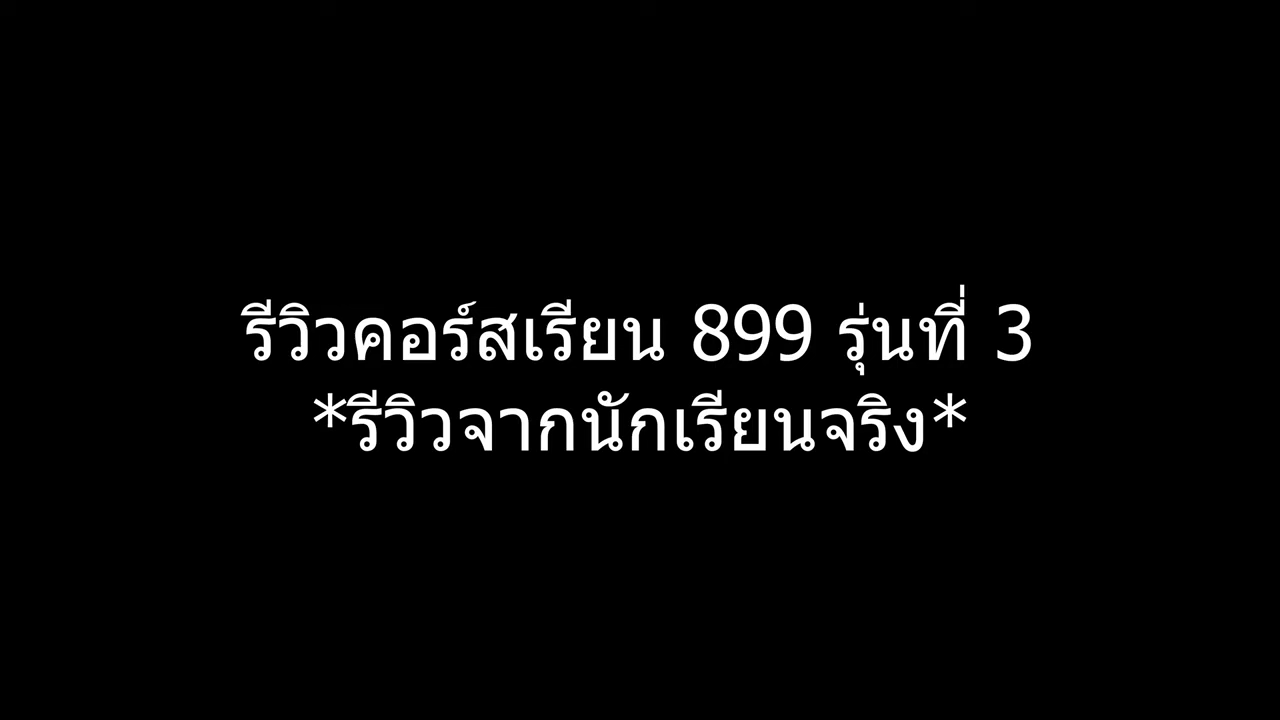 รีวิวคอร์สเรียน 899 รุ่นที่ 3
*รีวิวจากนักเรียนจริง*